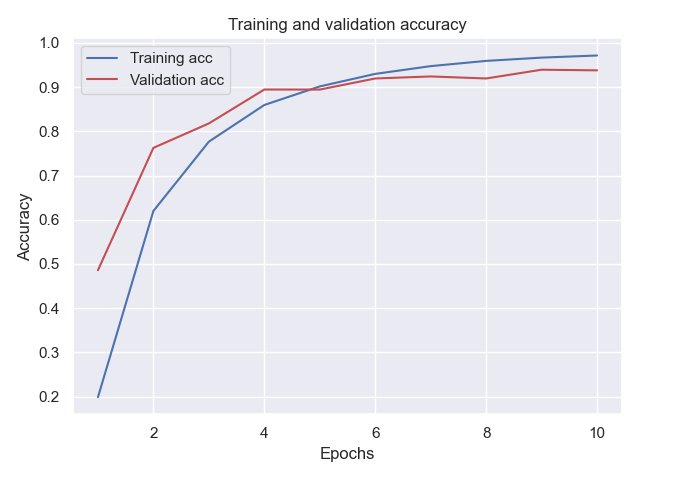 Training and validation accuracy
Training acc
Validation acc
1.0
0.9
0.8
0.7
0.6
0.5
0.4
0.3
0.2
Accuracy
2 4 6 8 10
Epochs